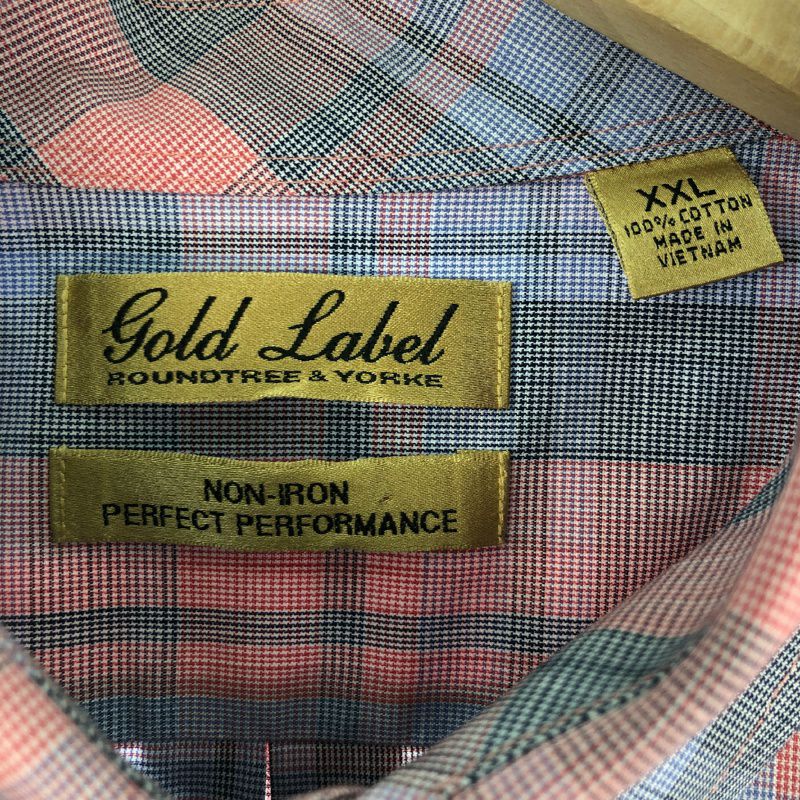 XXL
100% COTTON
MADE IN
VIETNAM
Gold Label
ROUNDTREE & YORKE
NON-IRON
PERFECT PERFORMANCE